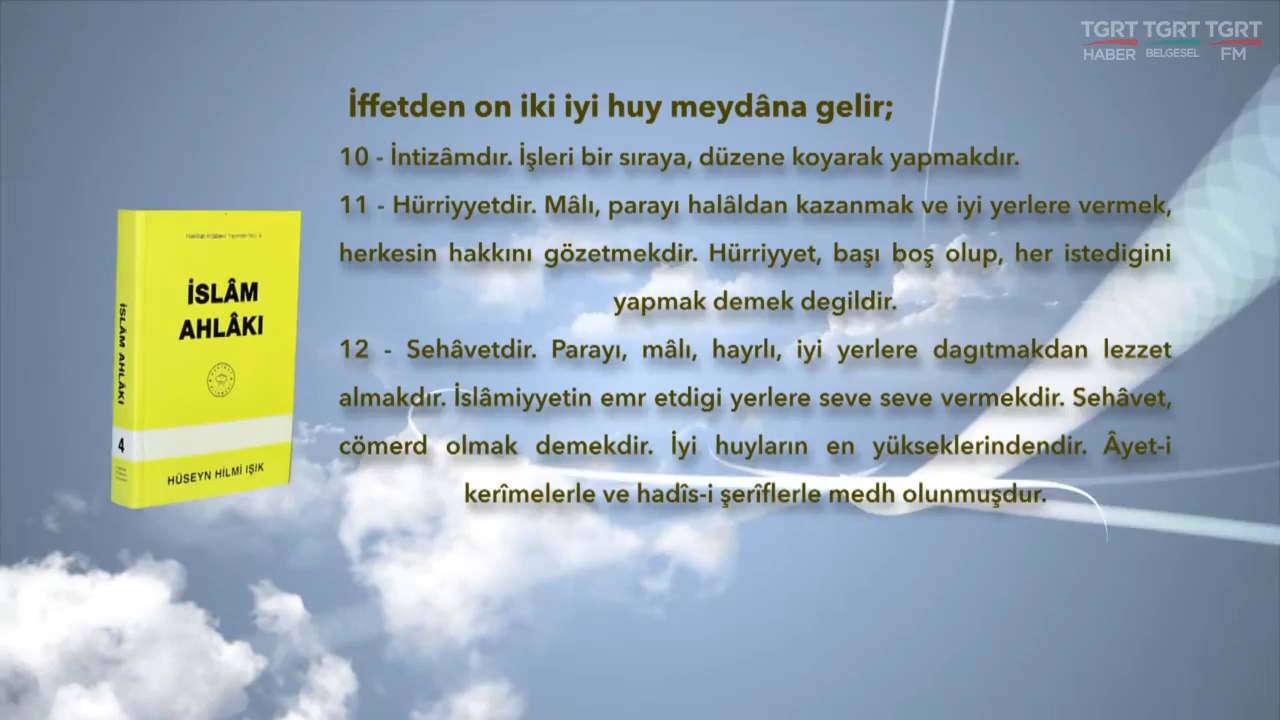 TGRT HABER TGRT BELGESEL TGRT FM
İffetden on iki iyi huy meydâna gelir;
10 - İntizâmdır. İşleri bir sıraya, düzene koyarak yapmakdır.
11 - Hürriyyetdir. Mâlı, parayı halâldan kazanmak ve iyi yerlere vermek,
herkesin hakkını gözetmekdir. Hürriyyet, başı boş olup, her istedigini
yapmak demek degildir.
12 - Sehâvetdir. Parayı, mâlı, hayrlı, iyi yerlere dagıtmakdan lezzet
almakdır. İslâmiyyetin emr etdigi yerlere seve seve vermekdir. Sehâvet,
cömerd olmak demekdir. İyi huyların en yükseklerindendir. Âyet-i
kerîmelerle ve hadîs-i şerîflerle medh olunmuşdur.
İSLÂM
AHLÂKI
HÜSEYN HİLMİ IŞIK
İSLÂM AHLÂKI
4